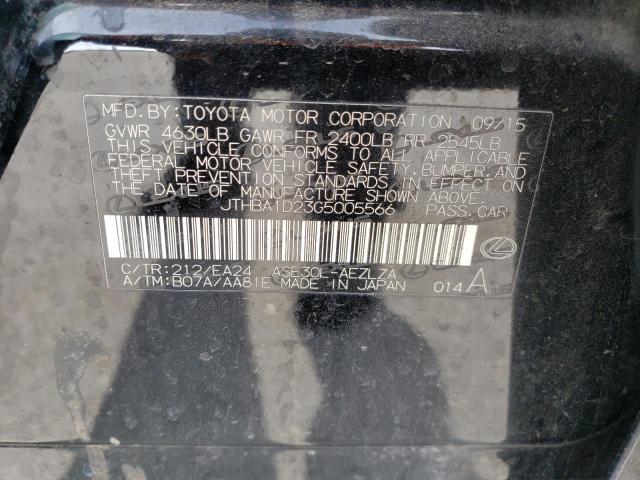 MFD. BY: TOYOTA MOTOR CORPORATION 09/15
GVWR 4630LB GAWR FR 2400LB RR 2545LB
THIS VEHICLE CONFORMS TO ALL APPLICABLE
FEDERAL MOTOR VEHICLE SAFETY, BUMPER, AND
THEFT PREVENTION STANDARDS IN EFFECT ON
THE DATE OF MANUFACTURE SHOWN ABOVE.
JTHBA1D23G5005566 PASS. CAR
C/TR: 212/EA24 ASE30L-AEZLZA
A/TM: B07A/AA81E MADE IN JAPAN 014 A